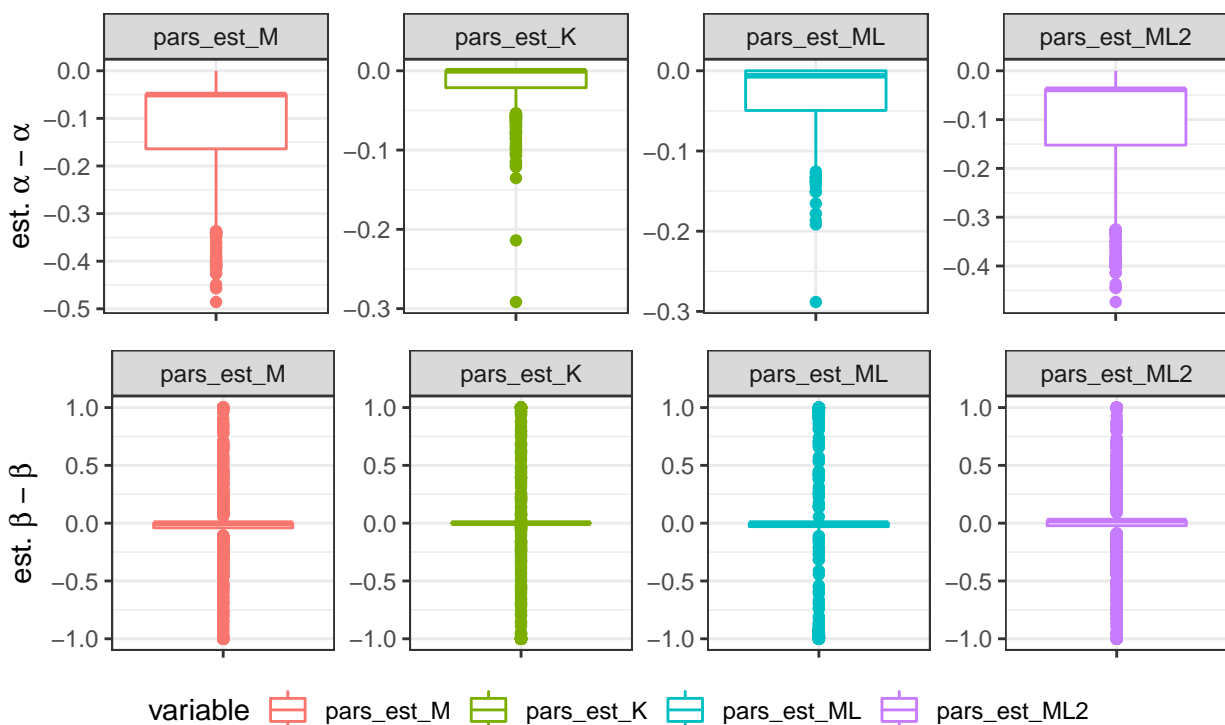 pars_est_M pars_est_K pars_est_ML pars_est_ML2
est. α − α
0.0 −0.1 −0.2 −0.3 −0.4 −0.5
0.0 −0.1 −0.2 −0.3
0.0 −0.1 −0.2 −0.3
0.0 −0.1 −0.2 −0.3 −0.4
pars_est_M pars_est_K pars_est_ML pars_est_ML2
est. β − β
1.0 0.5 0.0 −0.5 −1.0
1.0 0.5 0.0 −0.5 −1.0
1.0 0.5 0.0 −0.5 −1.0
1.0 0.5 0.0 −0.5 −1.0
variable pars_est_M pars_est_K pars_est_ML pars_est_ML2